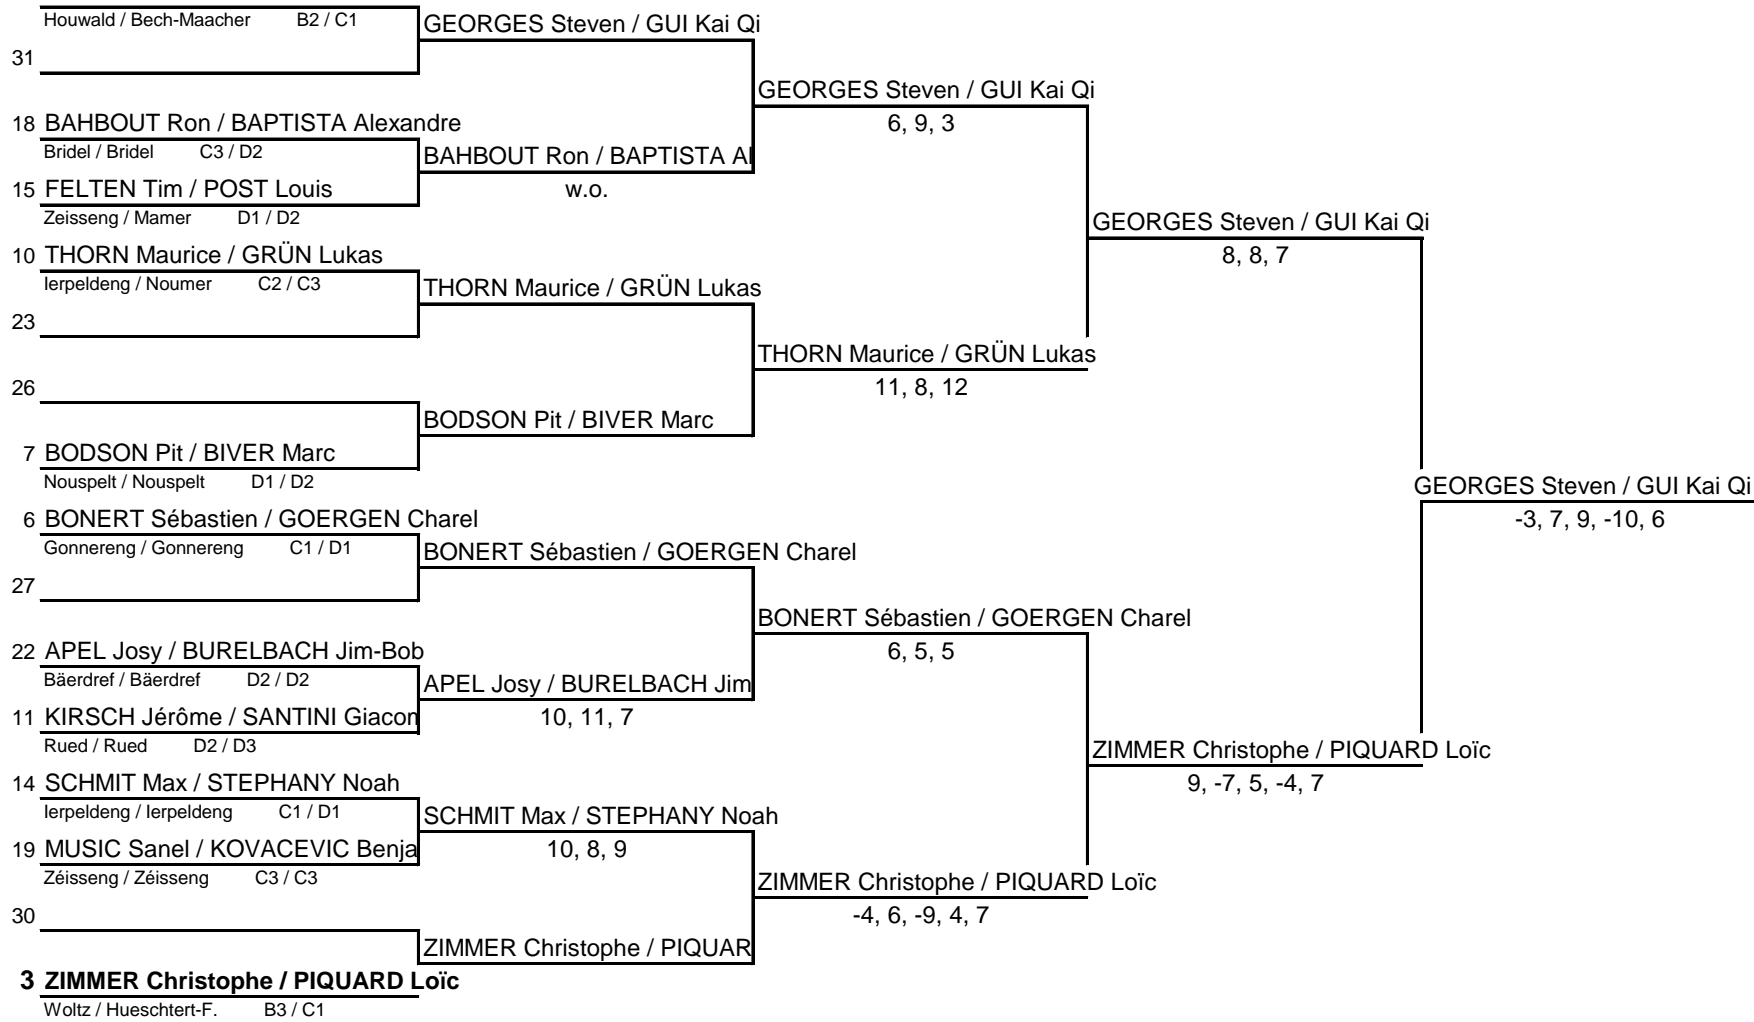 Houwald / Bech-Maacher B2 / C1
GEORGES Steven / GUI Kai Qi
31
GEORGES Steven / GUI Kai Qi
18 BAHBOUT Ron / BAPTISTA Alexandre
6, 9, 3
Bridel / Bridel C3 / D2
BAHBOUT Ron / BAPTISTA Al
15 FELTEN Tim / POST Louis
w.o.
Zeisseng / Mamer D1 / D2
GEORGES Steven / GUI Kai Qi
10 THORN Maurice / GRÜN Lukas
8, 8, 7
Ierpeldeng / Noumer C2 / C3
THORN Maurice / GRÜN Lukas
23
THORN Maurice / GRÜN Lukas
26
11, 8, 12
BODSON Pit / BIVER Marc
7 BODSON Pit / BIVER Marc
Nouspelt / Nouspelt D1 / D2
GEORGES Steven / GUI Kai Qi
6 BONERT Sébastien / GOERGEN Charel
-3, 7, 9, -10, 6
Gonnereng / Gonnereng C1 / D1
BONERT Sébastien / GOERGEN Charel
27
BONERT Sébastien / GOERGEN Charel
22 APEL Josy / BURELBACH Jim-Bob
6, 5, 5
Bäerdref / Bäerdref D2 / D2
APEL Josy / BURELBACH Jim
11 KIRSCH Jérôme / SANTINI Giacom
10, 11, 7
Rued / Rued D2 / D3
ZIMMER Christophe / PIQUARD Loïc
14 SCHMIT Max / STEPHANY Noah
9, -7, 5, -4, 7
Ierpeldeng / Ierpeldeng C1 / D1
SCHMIT Max / STEPHANY Noah
19 MUSIC Sanel / KOVACEVIC Benja
10, 8, 9
Zéisseng / Zéisseng C3 / C3
ZIMMER Christophe / PIQUARD Loïc
30
-4, 6, -9, 4, 7
ZIMMER Christophe / PIQUAR
3 ZIMMER Christophe / PIQUARD Loïc
Woltz / Hueschtert-F. B3 / C1